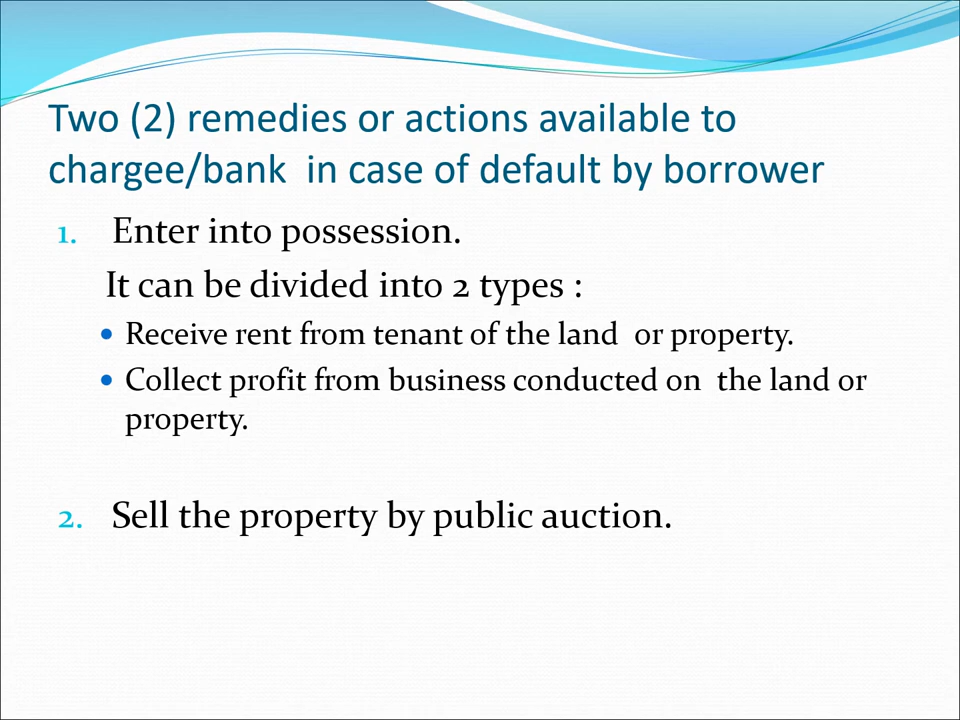 Two (2) remedies or actions available to
chargee/bank  in case of default by borrower
1. Enter into possession.
It can be divided into 2 types :
• Receive rent from tenant of the land  or property.
• Collect profit from business conducted on  the land or
property.
2. Sell the property by public auction.